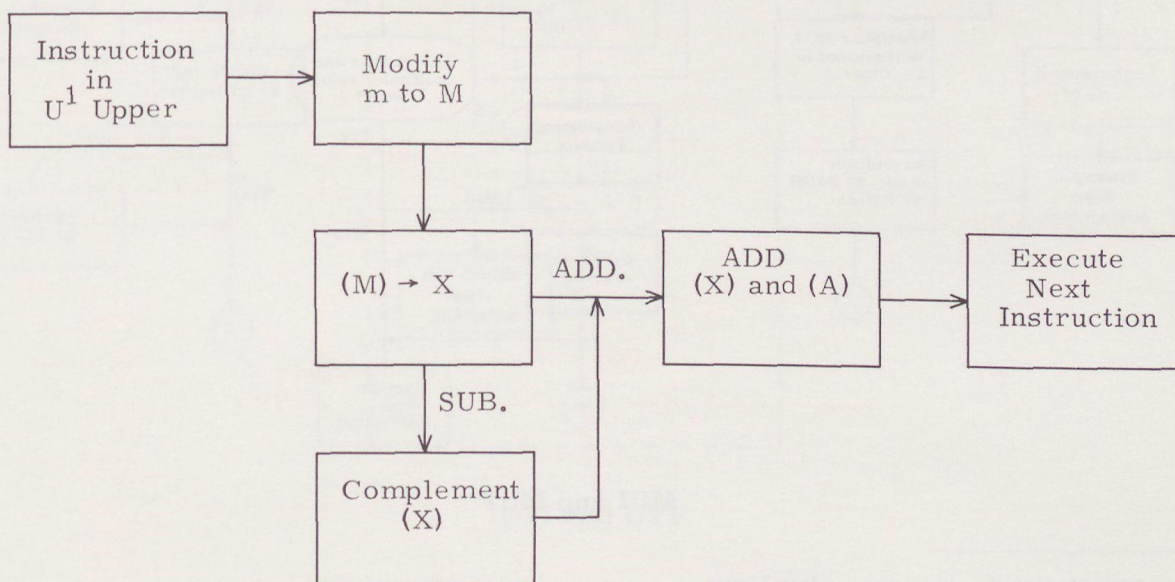 Instruction
in
U¹ Upper
Modify
m to M
(M) → X
ADD.
ADD
(X) and (A)
Execute
Next
Instruction
SUB.
Complement
(X)